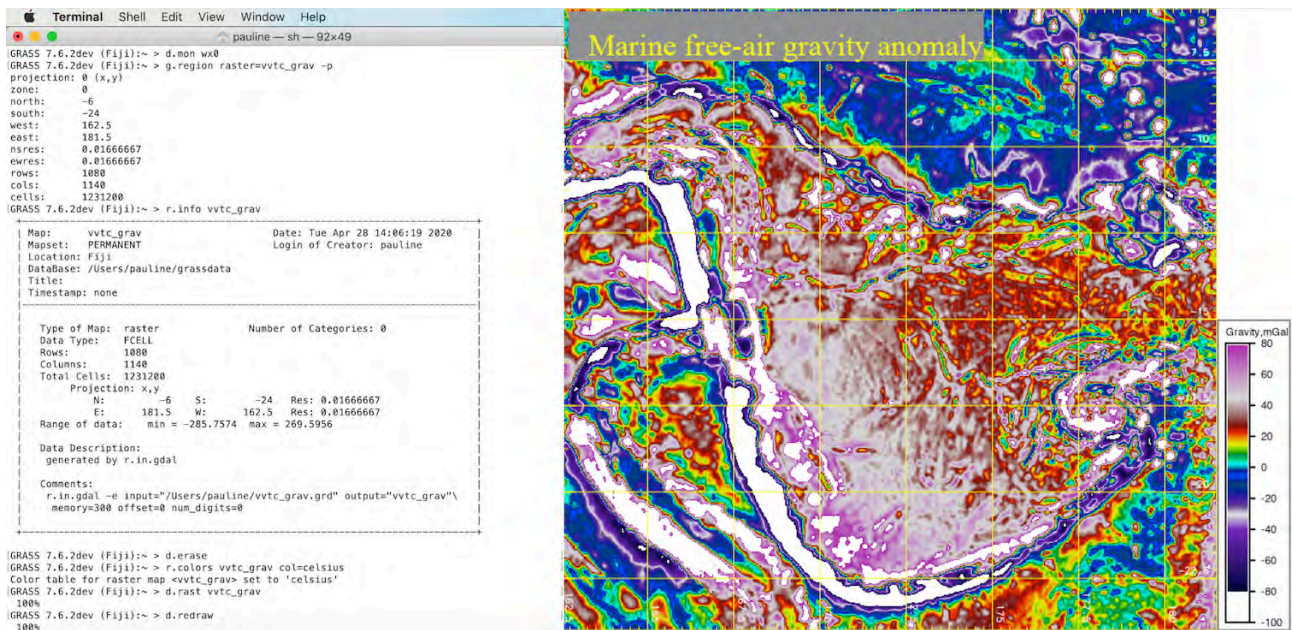 Terminal Shell Edit View Window Help
pauline — sh — 92×49
GRASS 7.6.2dev (Fiji):~ > d.mon wx0
GRASS 7.6.2dev (Fiji):~ > g.region raster=vvtc_grav -p
projection: 0 (x,y)
zone: 0
north: -6
south: -24
west: 162.5
east: 181.5
nsres: 0.01666667
ewres: 0.01666667
rows: 1080
cols: 1140
cells: 1231200
GRASS 7.6.2dev (Fiji):~ > r.info vvtc_grav
Map: vvtc_grav Date: Tue Apr 28 14:06:19 2020
Mapset: PERMANENT Login of Creator: pauline
Location: Fiji
DataBase: /Users/pauline/grassdata
Title:
Timestamp: none
Type of Map: raster Number of Categories: 0
Data Type: FCELL
Rows: 1080
Columns: 1140
Total Cells: 1231200
Projection: x,y
N: -6 S: -24 Res: 0.01666667
E: 181.5 W: 162.5 Res: 0.01666667
Range of data: min = -285.7574 max = 269.5956
Data Description:
generated by r.in.gdal
Comments:
r.in.gdal -e input="/Users/pauline/vvtc_grav.grd" output="vvtc_grav"\
memory=300 offset=0 num_digits=0
GRASS 7.6.2dev (Fiji):~ > d.erase
GRASS 7.6.2dev (Fiji):~ > r.colors vvtc_grav col=celsius
Color table for raster map <vvtc_grav> set to 'celsius'
GRASS 7.6.2dev (Fiji):~ > d.rast vvtc_grav
100%
GRASS 7.6.2dev (Fiji):~ > d.redraw
100%
Marine free-air gravity anomaly
-7.5
-10
-15
175
Gravity,mGal
80
60
40
20
0
-20
-40
-60
-80
-100